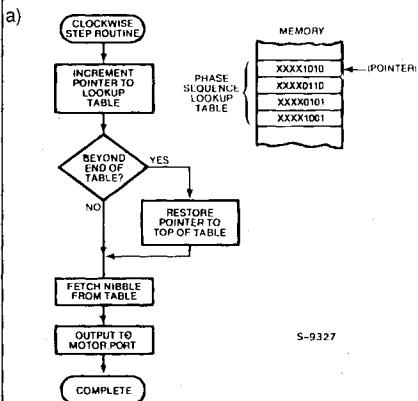 a)
CLOCKWISE
STEP ROUTINE
INCREMENT
POINTER TO
LOOKUP
TABLE
BEYOND
END OF
TABLE?
YES
NO
RESTORE
POINTER TO
TOP OF TABLE
FETCH NIBBLE
FROM TABLE
OUTPUT TO
MOTOR PORT
COMPLETE
MEMORY
PHASE
SEQUENCE
LOOKUP
TABLE
XXXX1010
XXXX0110
XXXX0101
XXXX1001
(POINTER)
S-9327